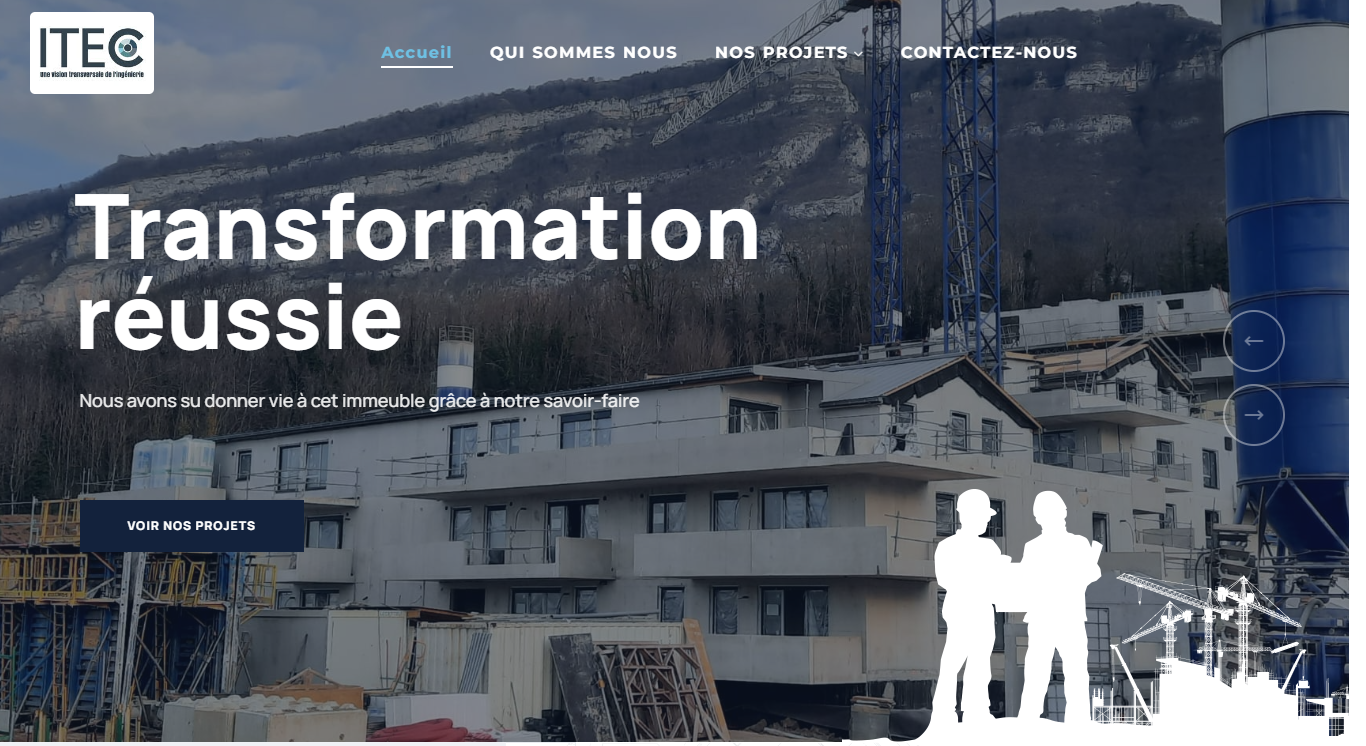 ITEC
une vision transversale de l'ingénierie
Accueil
QUI SOMMES NOUS
NOS PROJETS
CONTACTEZ-NOUS
Transformation
réussie
Nous avons su donner vie à cet immeuble grâce à notre savoir-faire
VOIR NOS PROJETS